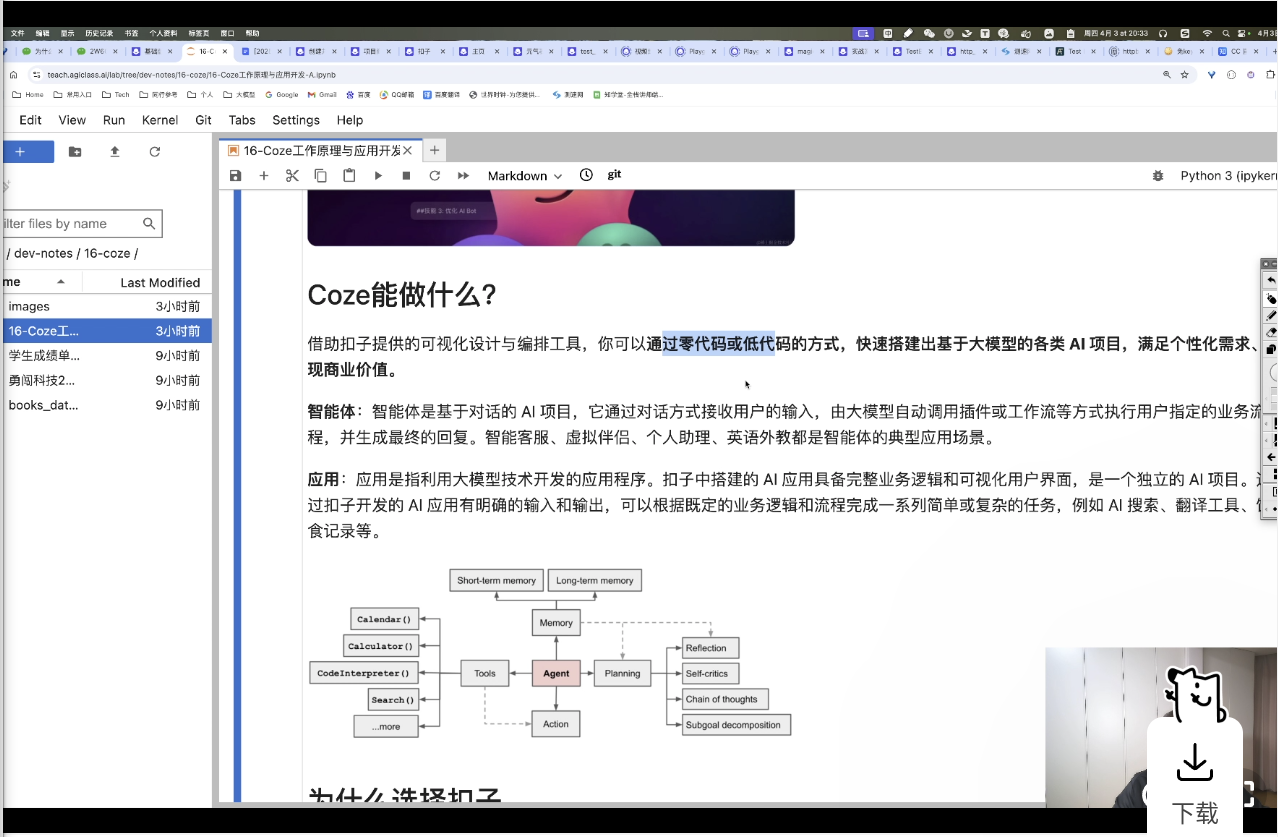 文件 编辑 显示 历史记录 书签 个人资料 标签页 窗口 帮助
周四 4月3 at 20:33
teach.agiclass.ai/lab/tree/dev-notes/16-coze/16-Coze工作原理与应用开发-A.ipynb
Home 常用入口 Tech 随行参考 个人 大模型 Google Gmail 百度 QQ邮箱 百度翻译
Edit View Run Kernel Git Tabs Settings Help
16-Coze工作原理与应用开发
Markdown git Python 3 (ipyker
ilter files by name
/ dev-notes / 16-coze /
me Last Modified
images 3小时前
16-Coze工... 3小时前
学生成绩单... 9小时前
勇闯科技2... 9小时前
books_dat... 9小时前
##技能 3: 优化 AI Bot
Coze能做什么?
借助扣子提供的可视化设计与编排工具，你可以通过零代码或低代码的方式，快速搭建出基于大模型的各类 AI 项目，满足个性化需求、
现商业价值。
智能体：智能体是基于对话的 AI 项目，它通过对话方式接收用户的输入，由大模型自动调用插件或工作流等方式执行用户指定的业务流
程，并生成最终的回复。智能客服、虚拟伴侣、个人助理、英语外教都是智能体的典型应用场景。
应用：应用是指利用大模型技术开发的应用程序。扣子中搭建的 AI 应用具备完整业务逻辑和可视化用户界面，是一个独立的 AI 项目。
过扣子开发的 AI 应用有明确的输入和输出，可以根据既定的业务逻辑和流程完成一系列简单或复杂的任务，例如 AI 搜索、翻译工具、
食记录等。
Short-term memory Long-term memory
Calendar() Memory
Calculator() Reflection
CodeInterpreter() Tools Agent Planning Self-critics
Search() Chain of thoughts
...more Action Subgoal decomposition
为什么选择扣子
下载